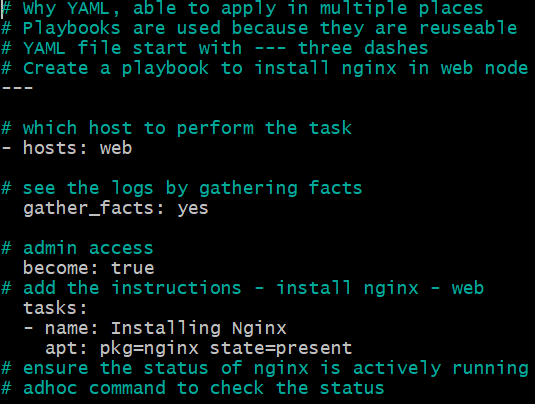 # Why YAML, able to apply in multiple places
# Playbooks are used because they are reuseable
# YAML file start with --- three dashes
# Create a playbook to install nginx in web node
---
# which host to perform the task
- hosts: web
# see the logs by gathering facts
gather_facts: yes
# admin access
become: true
# add the instructions - install nginx - web
tasks:
- name: Installing Nginx
apt: pkg=nginx state=present
# ensure the status of nginx is actively running
# adhoc command to check the status